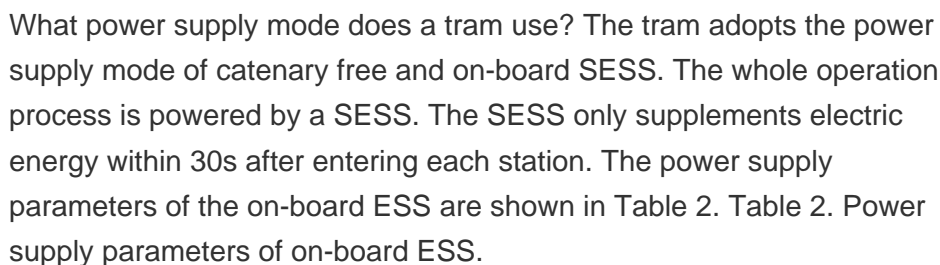 What power supply mode does a tram use? The tram adopts the power
supply mode of catenary free and on-board SESS. The whole operation
process is powered by a SESS. The SESS only supplements electric
energy within 30s after entering each station. The power supply
parameters of the on-board ESS are shown in Table 2. Table 2. Power
supply parameters of on-board ESS.